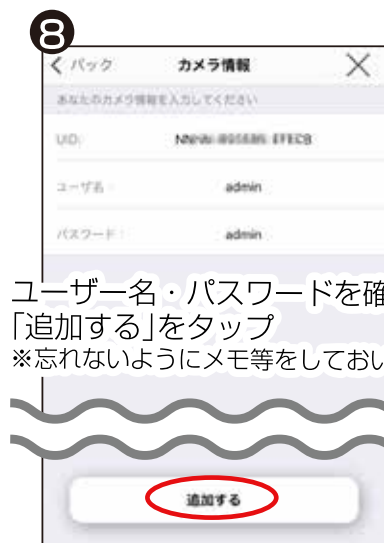 ❽
く バック カメラ情報 ×
あなたのカメラ情報を入力してください
UID:
ユーザ名 : admin
パスワード : admin
ユーザー名・パスワードを確
「追加する」をタップ
※忘れないようにメモ等をしておい
追加する